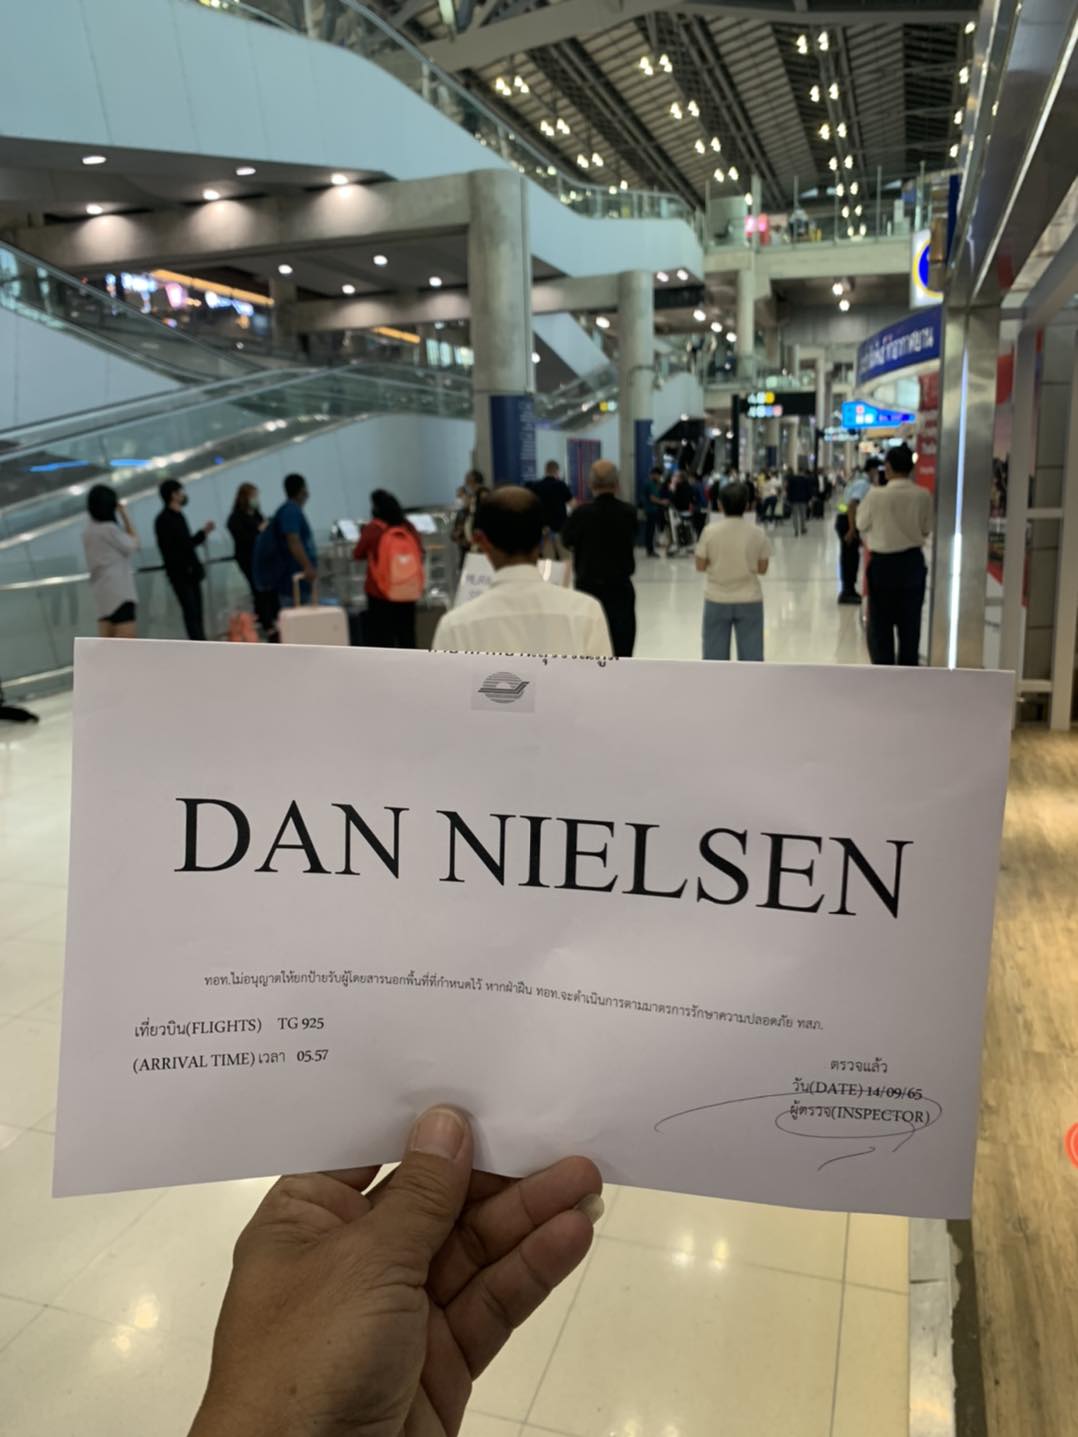 DAN NIELSEN
ทอท.ไม่อนุญาตให้ยกป้ายรับผู้โดยสารนอกพื้นที่ที่กำหนดไว้ หากฝ่าฝืน ทอท.จะดำเนินการตามมาตรการรักษาความปลอดภัย ทสภ.
เที่ยวบิน(FLIGHTS) TG 925
(ARRIVAL TIME) เวลา 05.57
ตรวจแล้ว
วัน(DATE) 14/09/65
ผู้ตรวจ(INSPECTOR)